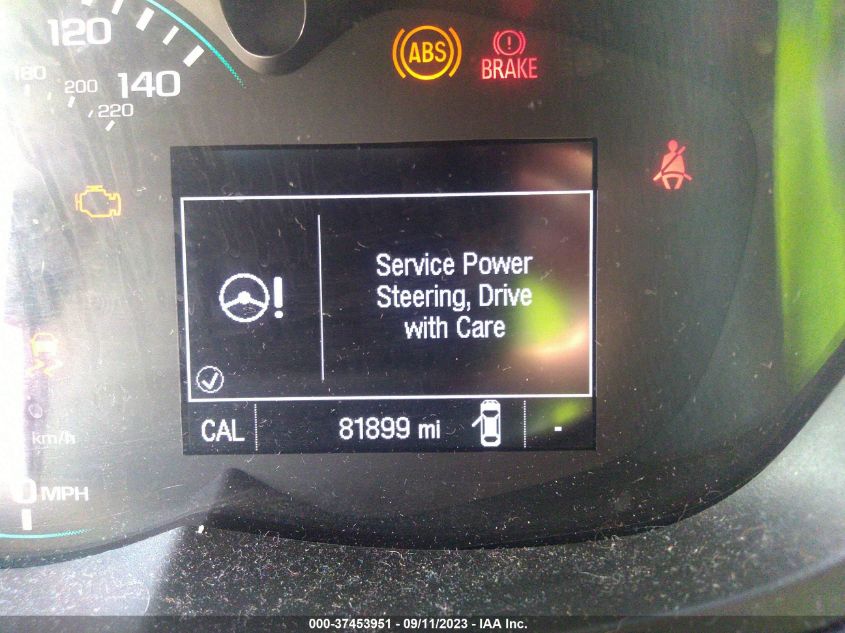 120
140
180
200
220
ABS
BRAKE
Service Power
Steering, Drive
with Care
CAL
81899 mi
-
km/h
0 MPH
000-37453951 - 09/11/2023 - IAA Inc.